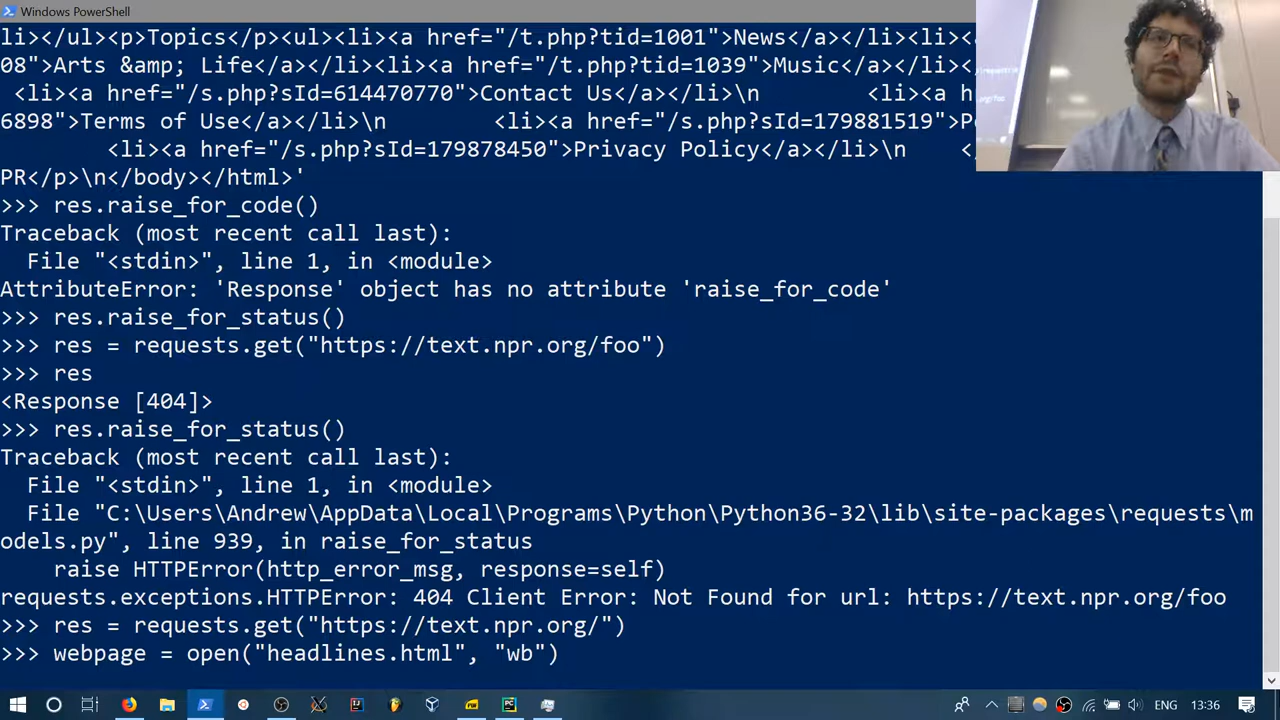 Windows PowerShell
li></ul><p>Topics</p><ul><li><a href="/t.php?tid=1001">News</a></li><li><
08">Arts &amp; Life</a></li><li><a href="/t.php?tid=1039">Music</a></li>
 <li><a href="/s.php?sId=614470770">Contact Us</a></li>\n        <li><a h
6898">Terms of Use</a></li>\n        <li><a href="/s.php?sId=179881519">P
        <li><a href="/s.php?sId=179878450">Privacy Policy</a></li>\n    <
PR</p>\n</body></html>'
>>> res.raise_for_code()
Traceback (most recent call last):
  File "<stdin>", line 1, in <module>
AttributeError: 'Response' object has no attribute 'raise_for_code'
>>> res.raise_for_status()
>>> res = requests.get("https://text.npr.org/foo")
>>> res
<Response [404]>
>>> res.raise_for_status()
Traceback (most recent call last):
  File "<stdin>", line 1, in <module>
  File "C:\Users\Andrew\AppData\Local\Programs\Python\Python36-32\lib\site-packages\requests\m
odels.py", line 939, in raise_for_status
    raise HTTPError(http_error_msg, response=self)
requests.exceptions.HTTPError: 404 Client Error: Not Found for url: https://text.npr.org/foo
>>> res = requests.get("https://text.npr.org/")
>>> webpage = open("headlines.html", "wb")
ENG 13:36